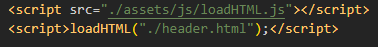 <script src="./assets/js/loadHTML.js"></script>
<script>loadHTML("./header.html");</script>